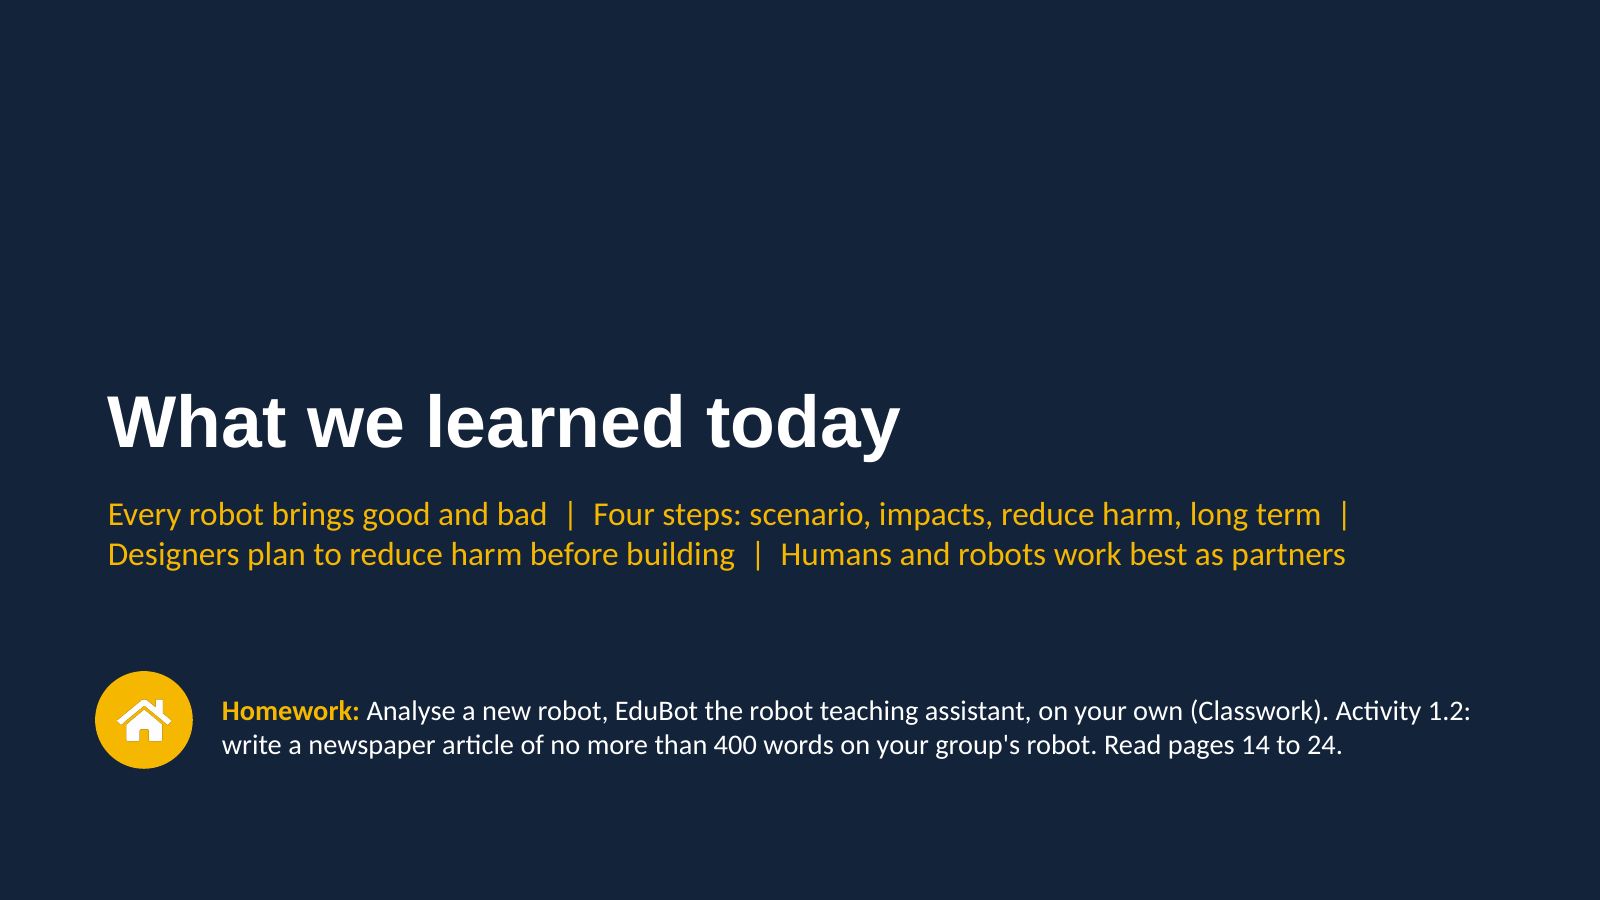 What we learned today
Every robot brings good and bad | Four steps: scenario, impacts, reduce harm, long term |
Designers plan to reduce harm before building | Humans and robots work best as partners
Homework: Analyse a new robot, EduBot the robot teaching assistant, on your own (Classwork). Activity 1.2:
write a newspaper article of no more than 400 words on your group's robot. Read pages 14 to 24.